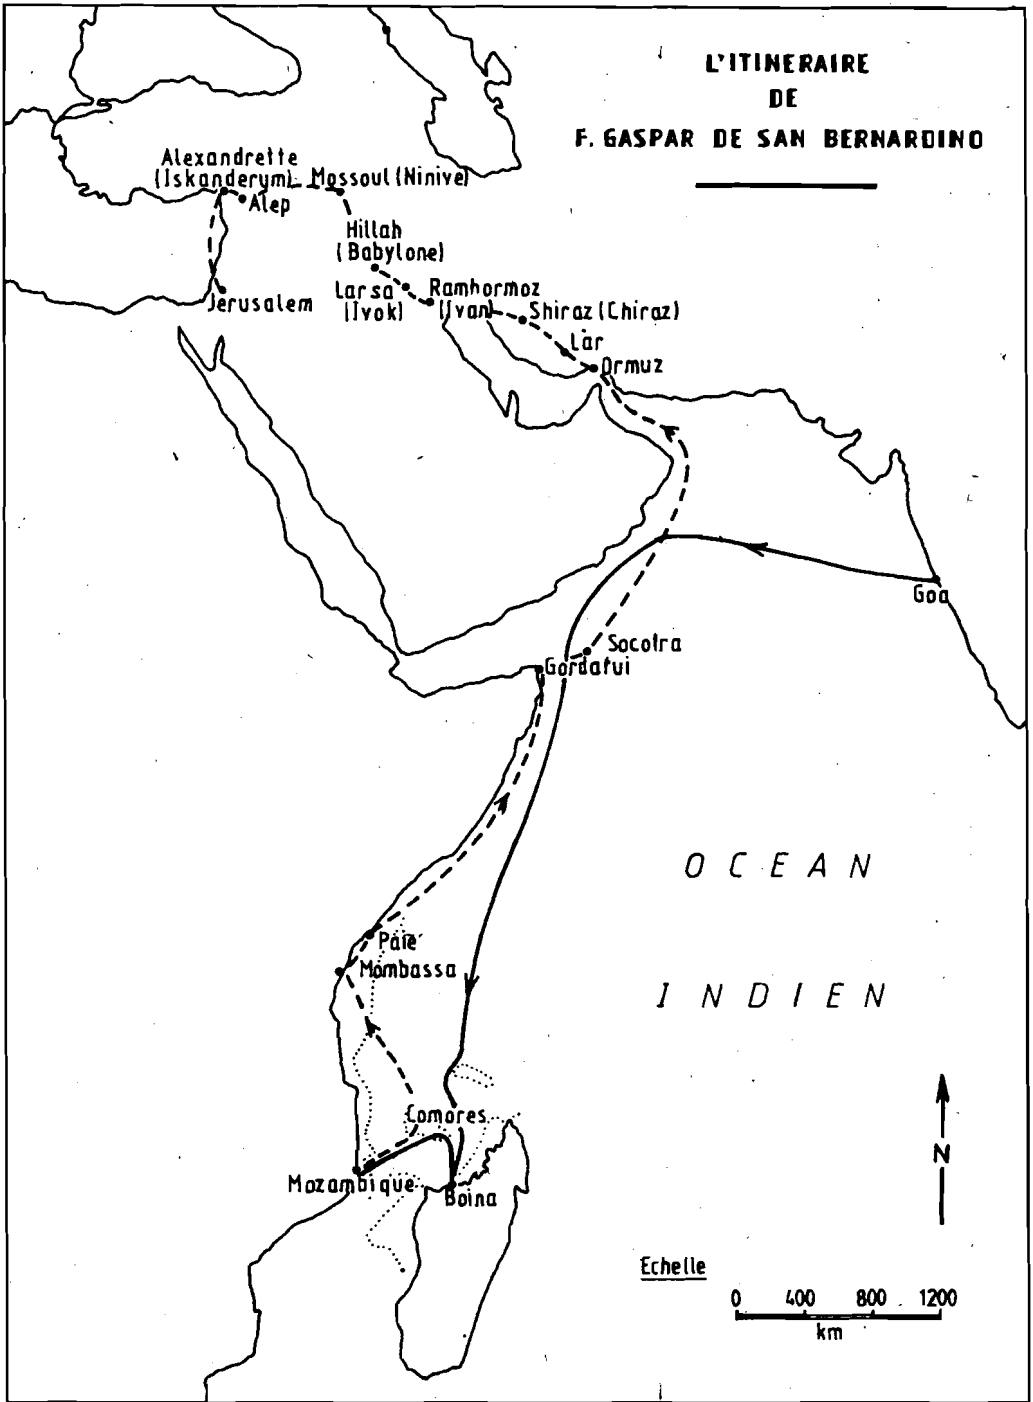 L'ITINERAIRE
DE
F. GASPAR DE SAN BERNARDINO
Alexandrette
(Iskanderym)
Mossoul (Ninive)
Alep
Hillah
(Babylone)
Larsa
(Ivok)
Ramhormoz
(Ivan)
Jerusalem
Shiraz (Chiraz)
Lar
Ormuz
Goa
Socotra
Gordafui
OCEAN
Pate
Mombassa
INDIEN
Comores
N
Mozambique
Boina
Echelle
0 400 800 1200
km